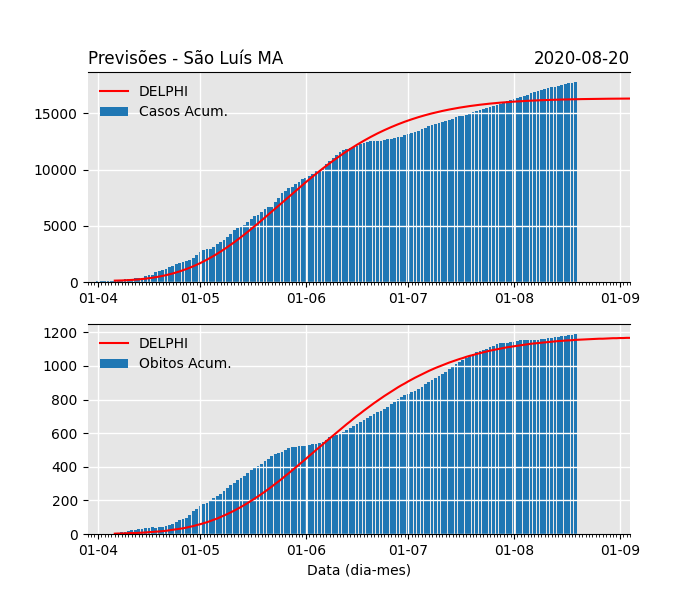 Previsões - São Luís MA 2020-08-20
DELPHI
Casos Acum.
15000
10000
5000
0
01-04 01-05 01-06 01-07 01-08 01-09
1200
DELPHI
Obitos Acum.
1000
800
600
400
200
0
01-04 01-05 01-06 01-07 01-08 01-09
Data (dia-mes)